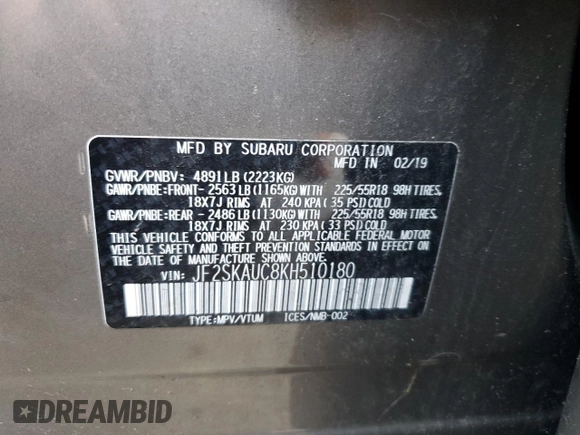 MFD BY SUBARU CORPORATION
MFD IN 02/19
GVWR/PNBV: 4891LB(2223KG)
GAWR/PNBE:FRONT- 2563LB(1165KG)WITH 225/55R18 98H TIRES,
18X7J RIMS AT 240 KPA( 35 PSI)COLD
GAWR/PNBE:REAR - 2486LB(1130KG)WITH 225/55R18 98H TIRES,
18X7J RIMS AT 230 KPA( 33 PSI)COLD
THIS VEHICLE CONFORMS TO ALL APPLICABLE FEDERAL MOTOR
VEHICLE SAFETY AND THEFT PREVENTION STANDARDS IN EFFECT ON
THE DATE OF MANUFACTURE SHOWN ABOVE.
VIN: JF2SKAUC8KH510180
TYPE:MPV/VTUM ICES/NMB-002
DREAMBID